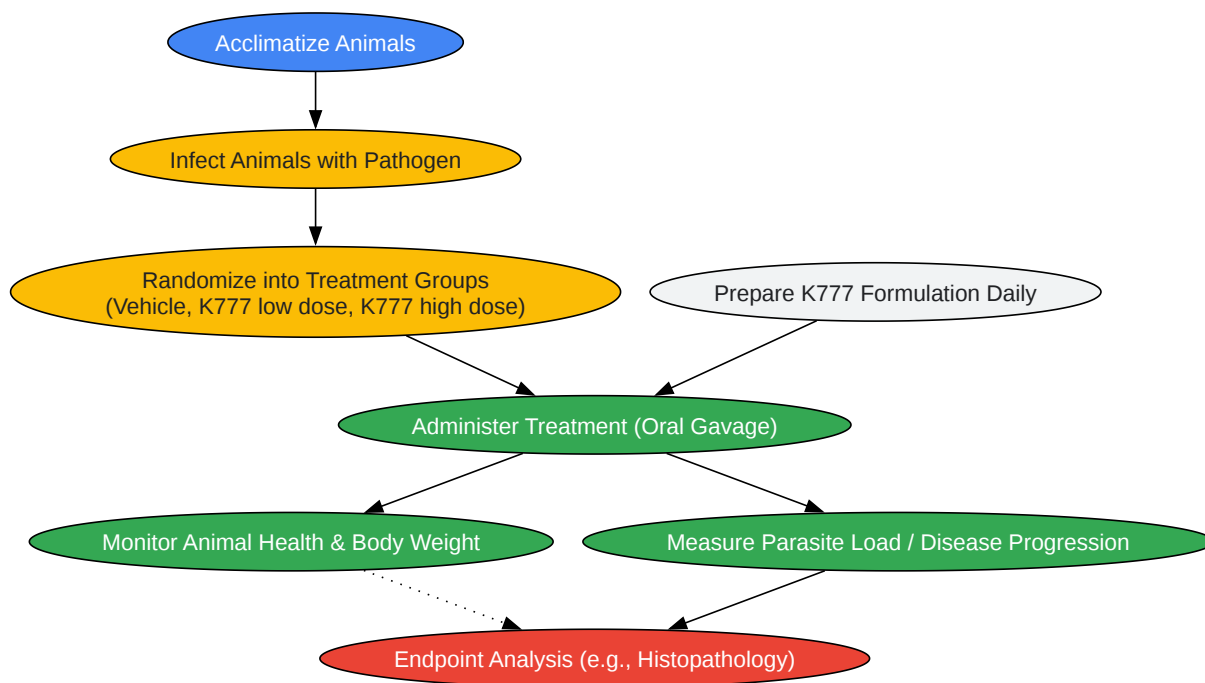 Acclimatize Animals
Infect Animals with Pathogen
Randomize into Treatment Groups
(Vehicle, K777 low dose, K777 high dose)
Prepare K777 Formulation Daily
Administer Treatment (Oral Gavage)
Monitor Animal Health & Body Weight
Measure Parasite Load / Disease Progression
Endpoint Analysis (e.g., Histopathology)